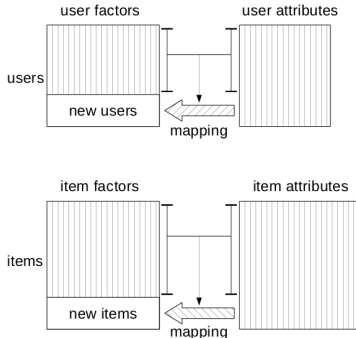 user factors
user attributes
users
new users
mapping
item factors
item attributes
items
new items
mapping